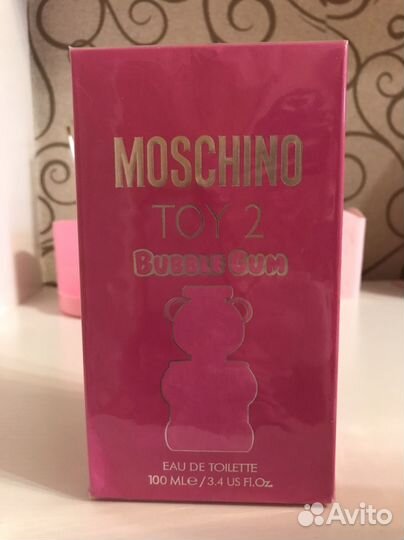 MOSCHINO
TOY 2
BUBBLE GUM
EAU DE TOILETTE
100 ML℮/3.4 US FL.OZ.
Avito